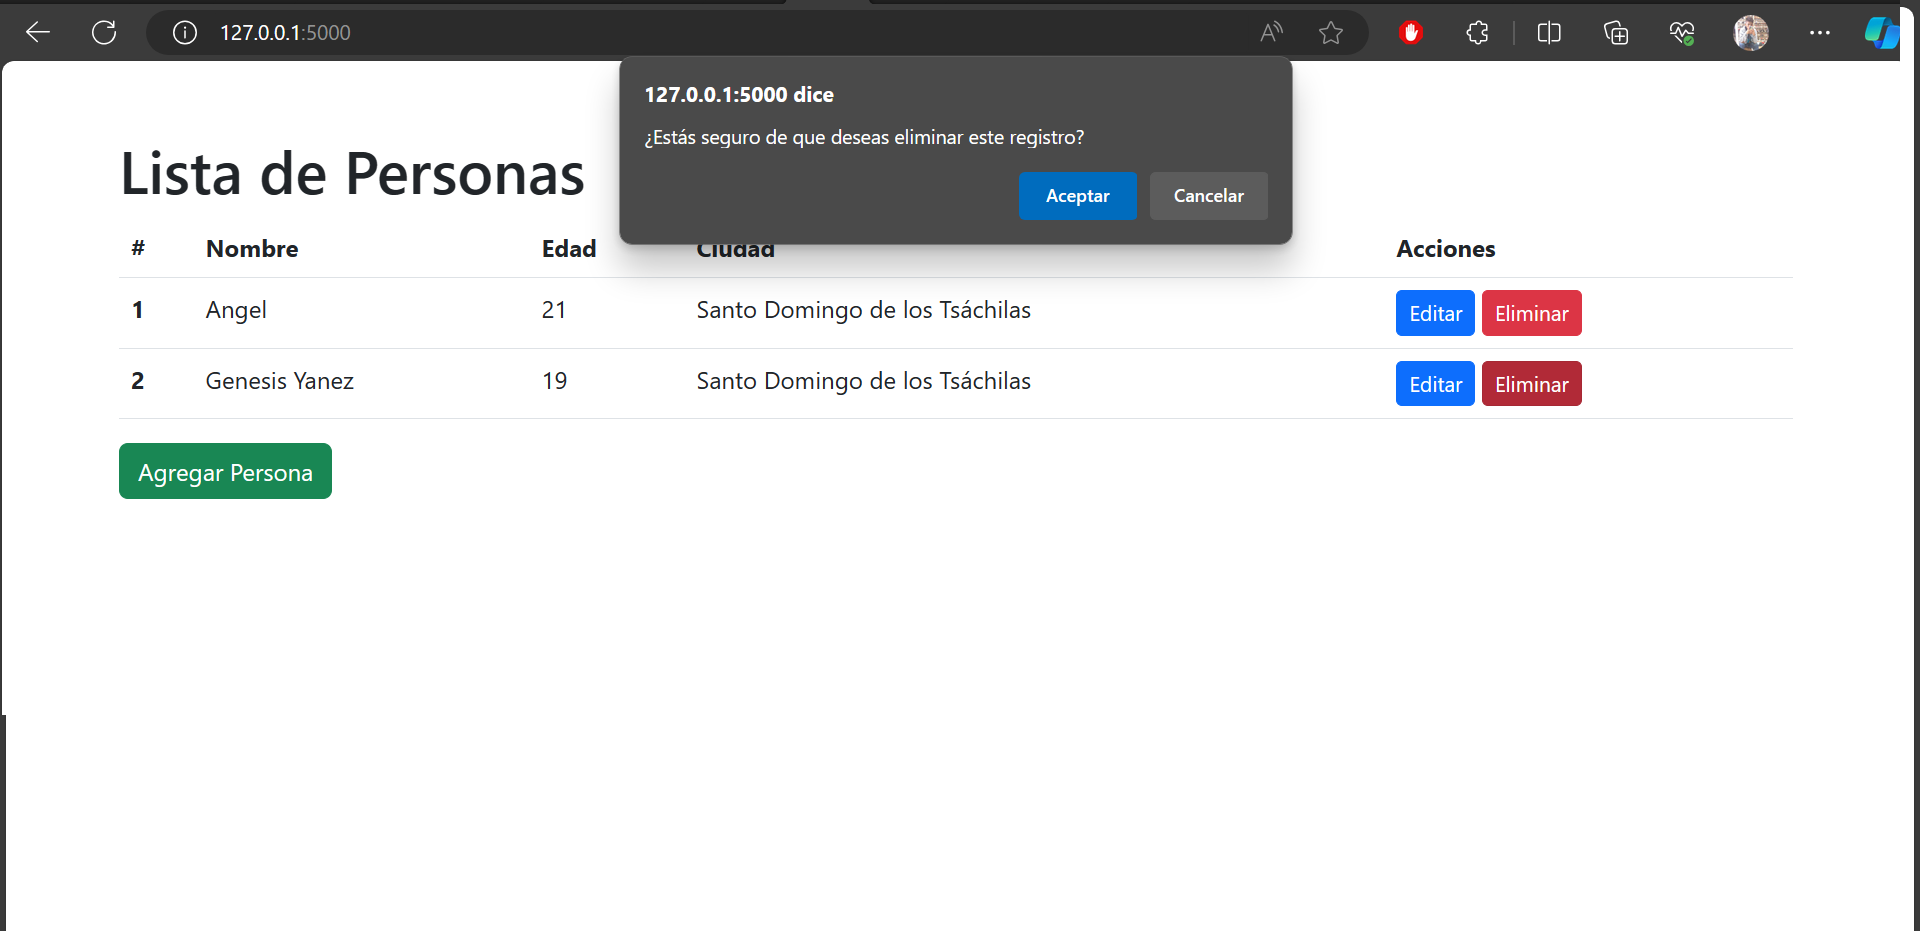 127.0.0.1:5000
127.0.0.1:5000 dice
¿Estás seguro de que deseas eliminar este registro?
Aceptar Cancelar
Lista de Personas
# Nombre Edad Ciudad Acciones
1 Angel 21 Santo Domingo de los Tsáchilas Editar Eliminar
2 Genesis Yanez 19 Santo Domingo de los Tsáchilas Editar Eliminar
Agregar Persona